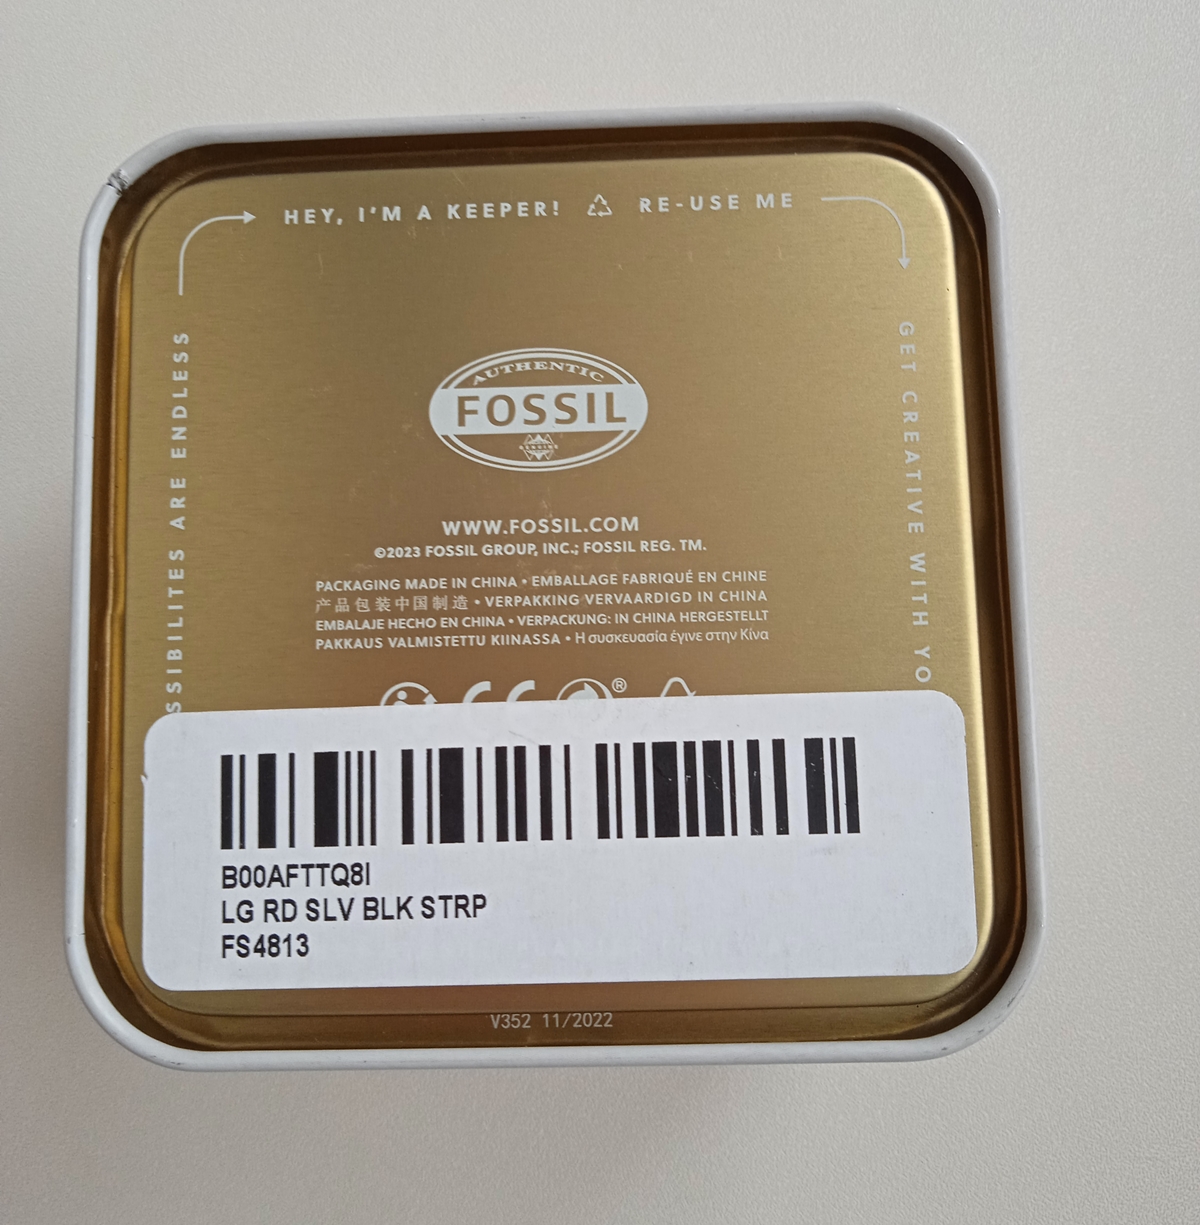 HEY, I'M A KEEPER! RE-USE ME
GET CREATIVE WITH YO
SSIBILITES ARE ENDLESS
AUTHENTIC
FOSSIL
GENUINE
WWW.FOSSIL.COM
©2023 FOSSIL GROUP, INC.; FOSSIL REG. TM.
PACKAGING MADE IN CHINA • EMBALLAGE FABRIQUÉ EN CHINE
产品包装中国制造 • VERPAKKING VERVAARDIGD IN CHINA
EMBALAJE HECHO EN CHINA • VERPACKUNG: IN CHINA HERGESTELLT
PAKKAUS VALMISTETTU KIINASSA • Η συσκευασία έγινε στην Κίνα
CE ®
B00AFTTQ8I
LG RD SLV BLK STRP
FS4813
V352 11/2022